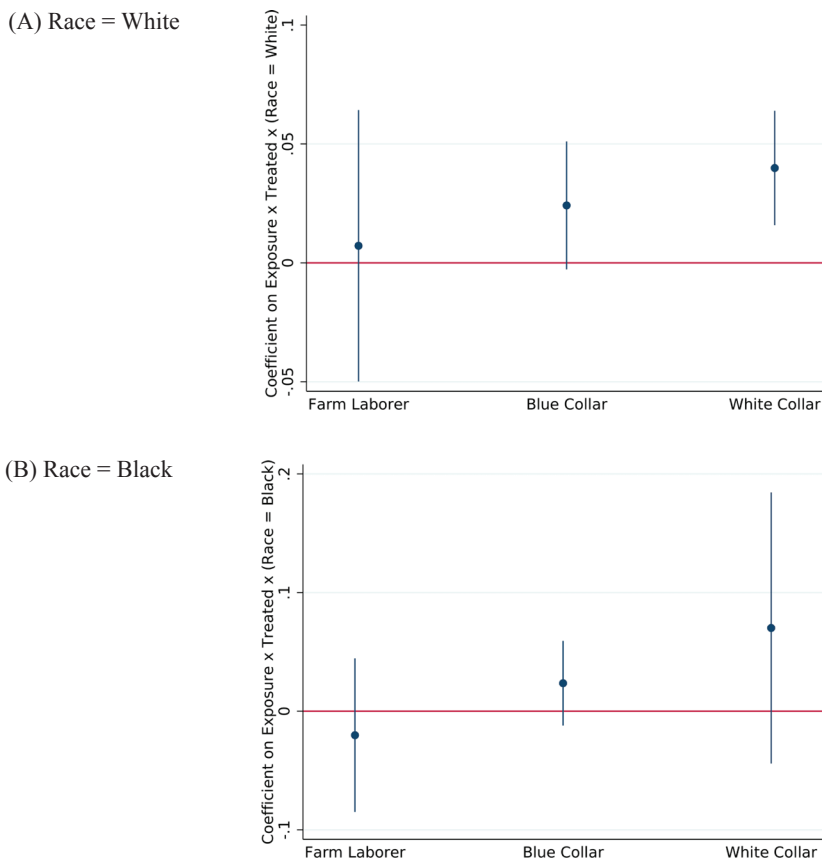 (A) Race = White
Coefficient on Exposure x Treated x (Race = White)
.1
.05
0
-.05
Farm Laborer Blue Collar White Collar
(B) Race = Black
Coefficient on Exposure x Treated x (Race = Black)
.2
.1
0
-.1
Farm Laborer Blue Collar White Collar